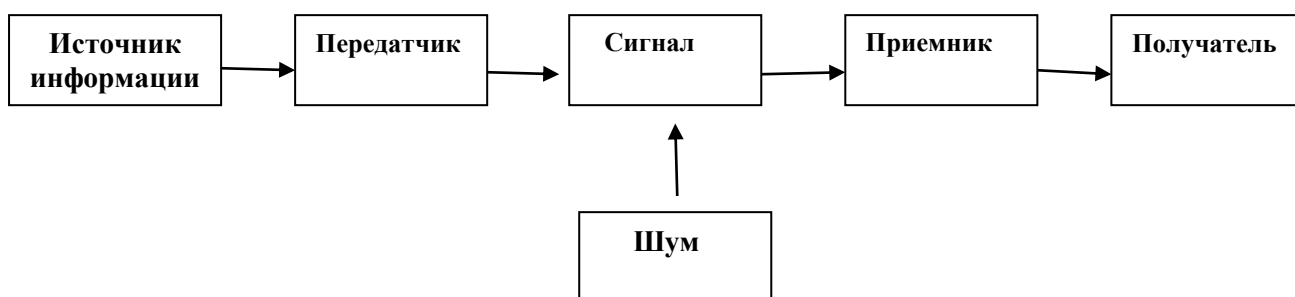 Источник
информации
Передатчик
Сигнал
Приемник
Получатель
Шум